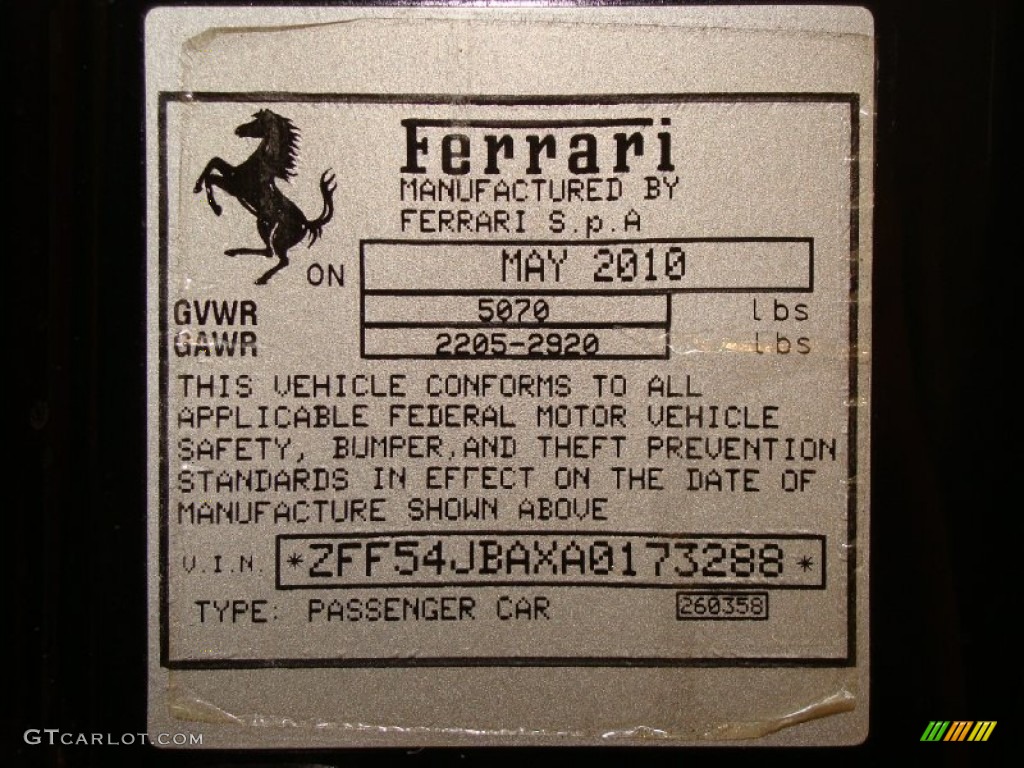 Ferrari
MANUFACTURED BY
FERRARI S.p.A
ON MAY 2010
GVWR 5070 lbs
GAWR 2205-2920 lbs
THIS VEHICLE CONFORMS TO ALL
APPLICABLE FEDERAL MOTOR VEHICLE
SAFETY, BUMPER,AND THEFT PREVENTION
STANDARDS IN EFFECT ON THE DATE OF
MANUFACTURE SHOWN ABOVE
V.I.N. *ZFF54JBAXA0173288*
TYPE: PASSENGER CAR 260358
GTCARLOT.COM